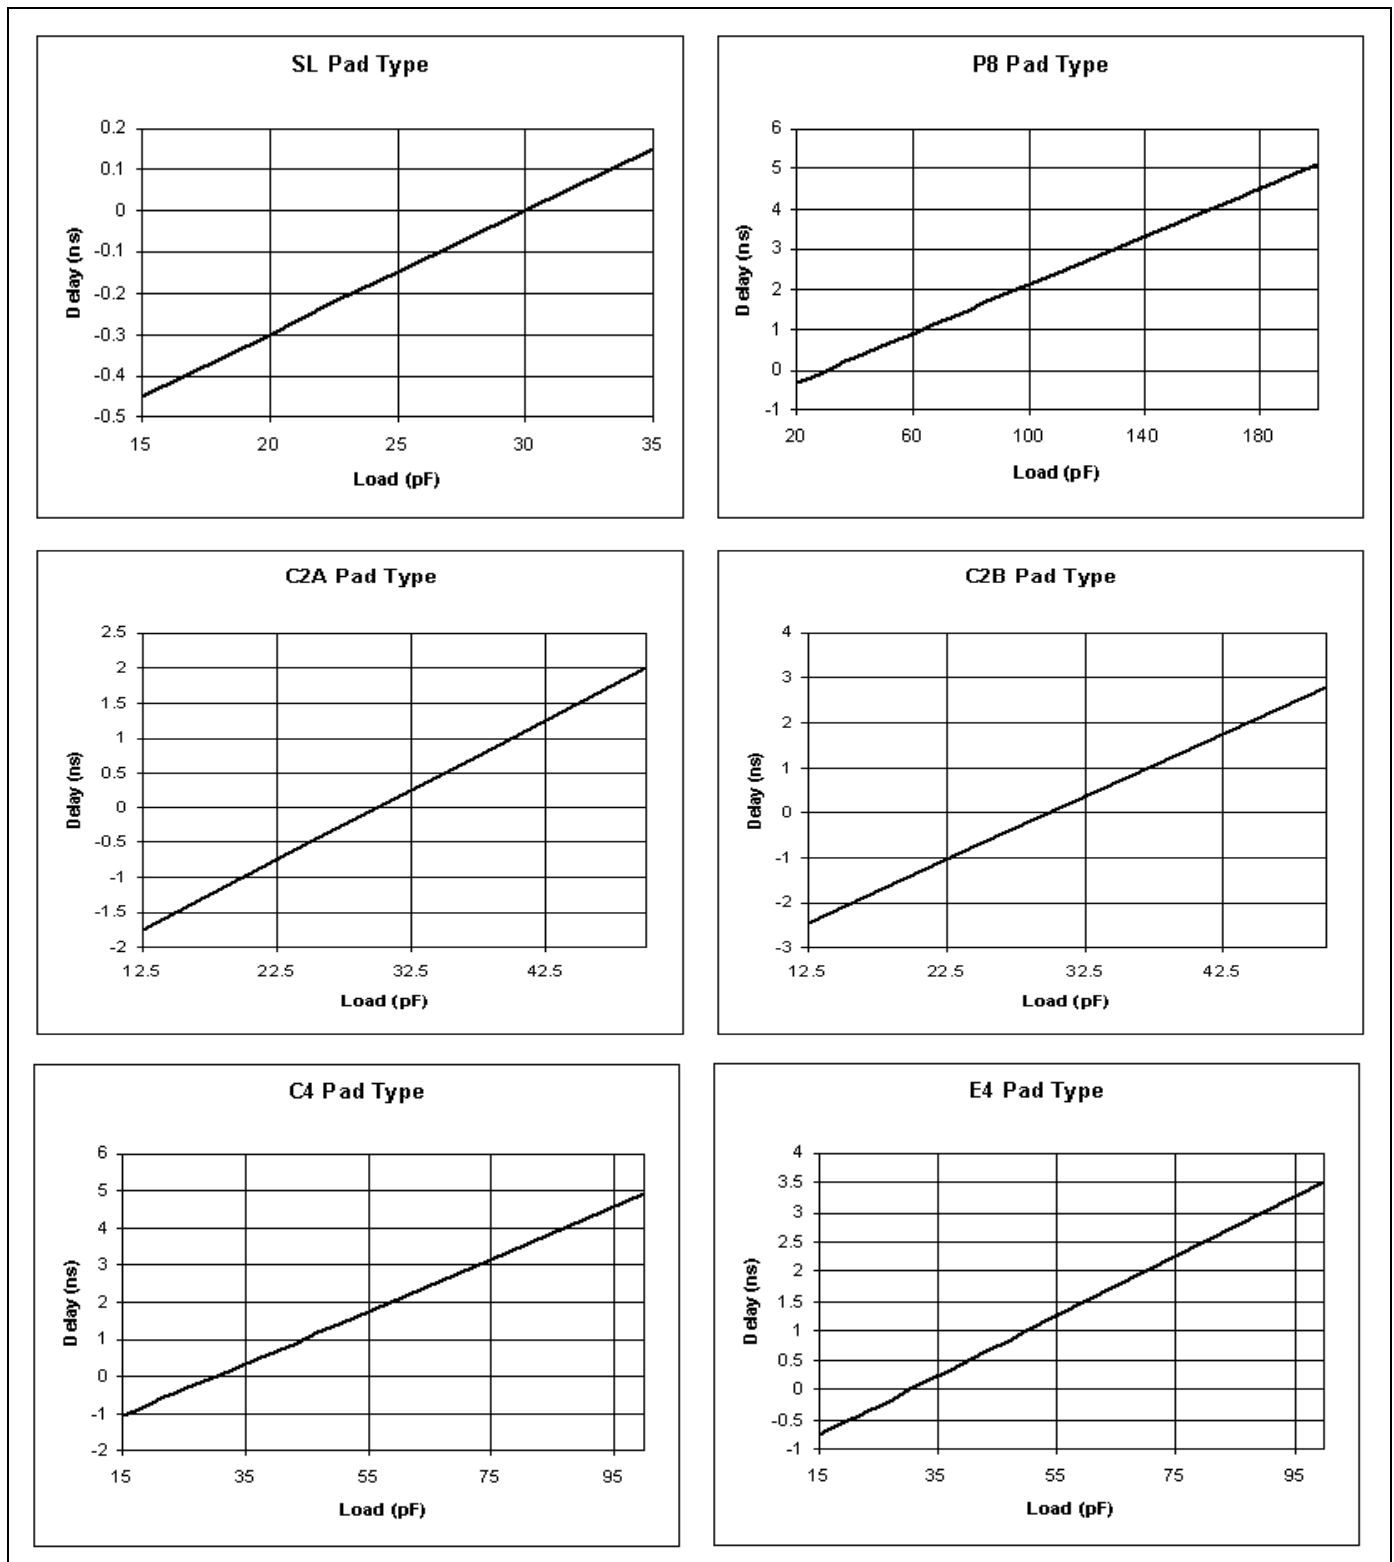 SL Pad Type
0.2
0.1
0
-0.1
-0.2
-0.3
-0.4
-0.5
Delay (ns)
15 20 25 30 35
Load (pF)
P8 Pad Type
6
5
4
3
2
1
0
-1
Delay (ns)
20 60 100 140 180
Load (pF)
C2A Pad Type
2.5
2
1.5
1
0.5
0
-0.5
-1
-1.5
-2
Delay (ns)
12.5 22.5 32.5 42.5
Load (pF)
C2B Pad Type
4
3
2
1
0
-1
-2
-3
Delay (ns)
12.5 22.5 32.5 42.5
Load (pF)
C4 Pad Type
6
5
4
3
2
1
0
-1
-2
Delay (ns)
15 35 55 75 95
Load (pF)
E4 Pad Type
4
3.5
3
2.5
2
1.5
1
0.5
0
-0.5
-1
Delay (ns)
15 35 55 75 95
Load (pF)